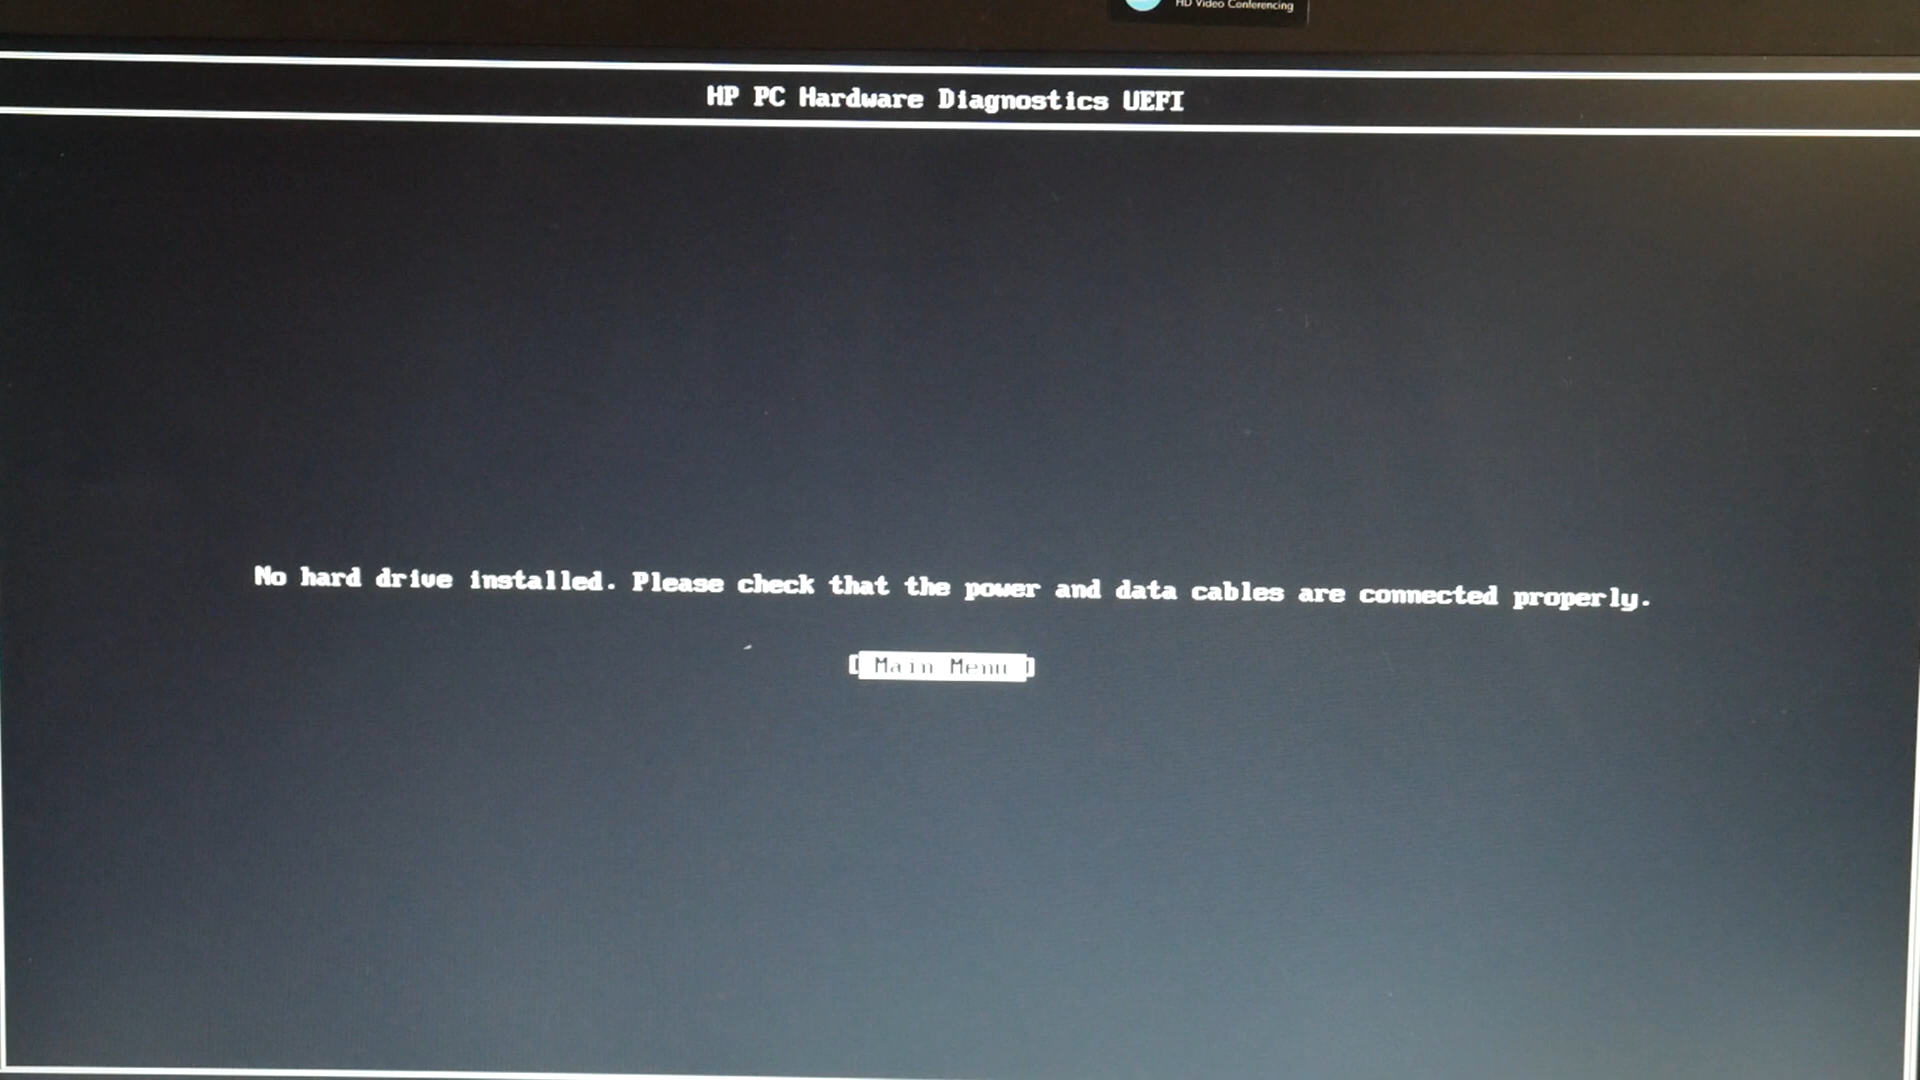 HD Video Conferencing
HP PC Hardware Diagnostics UEFI
No hard drive installed. Please check that the power and data cables are connected properly.
[ Main Menu ]